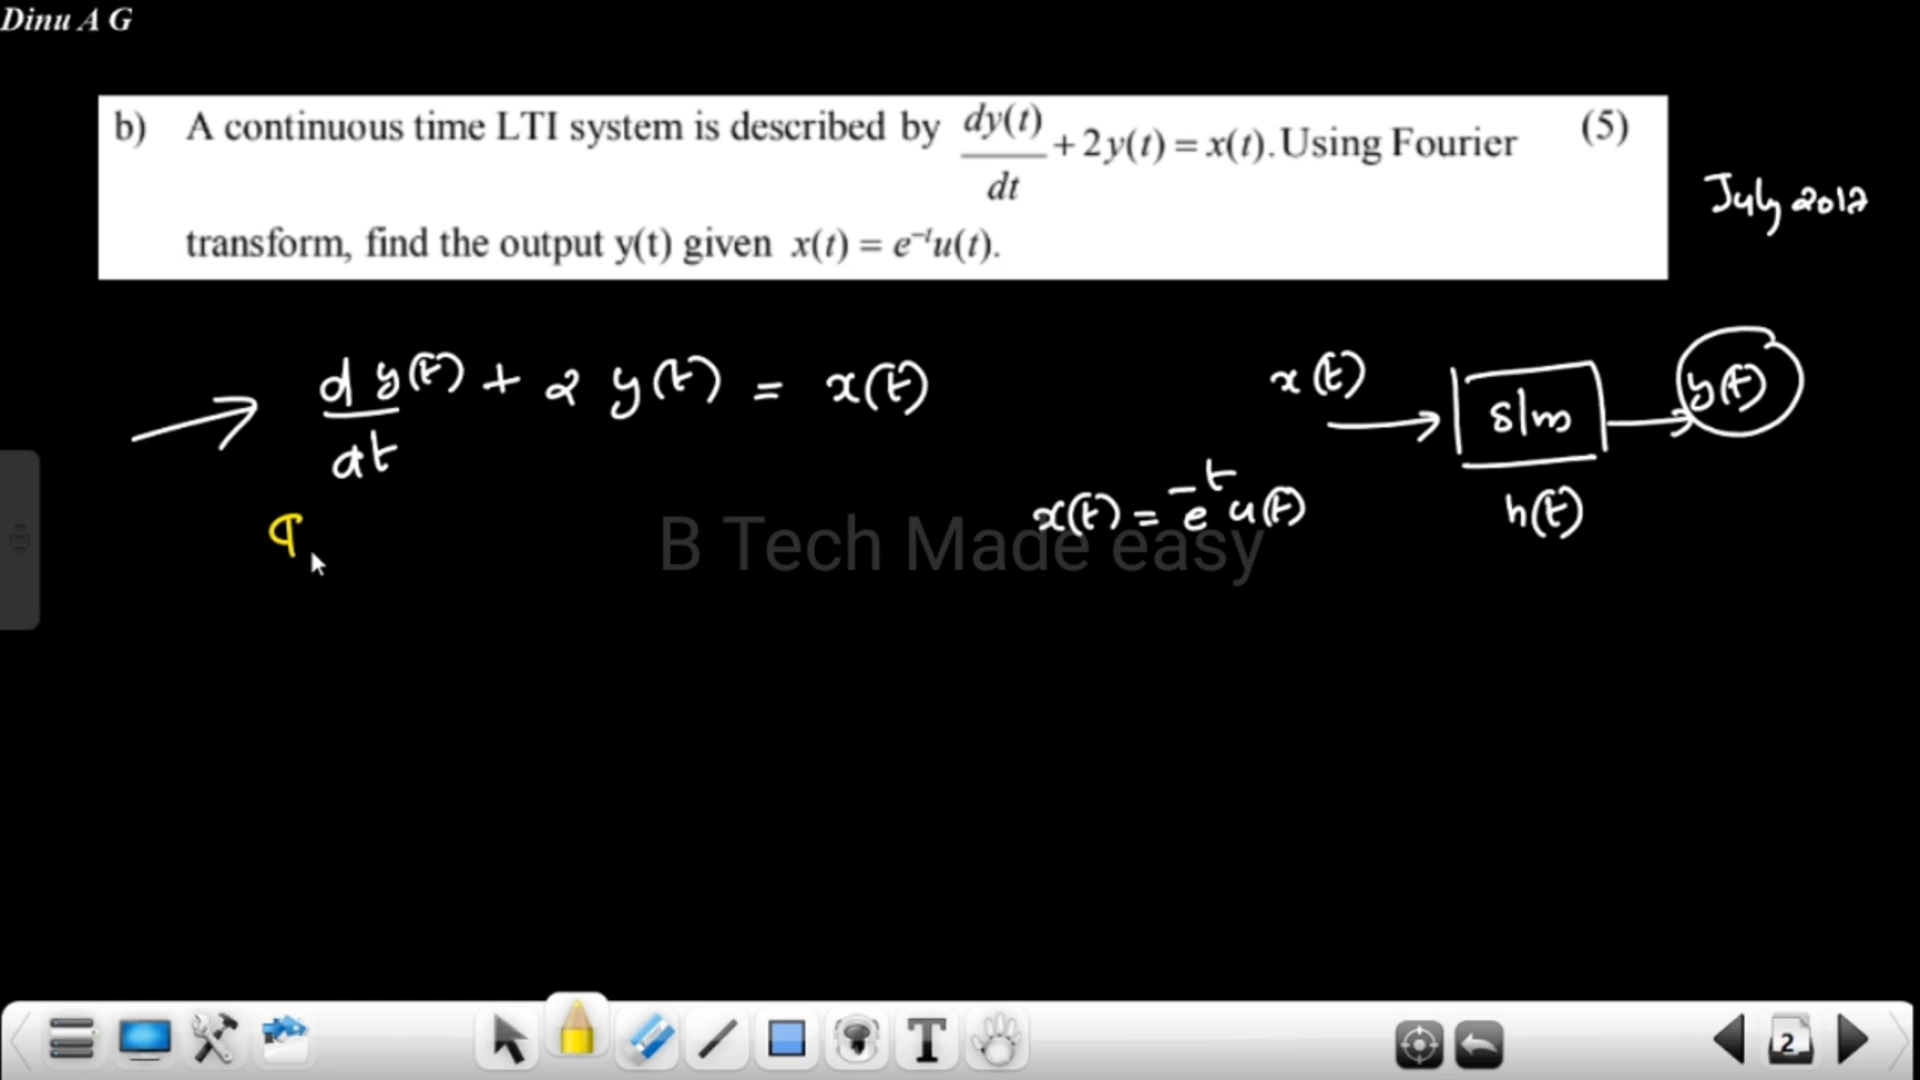 Dinu A G
b) A continuous time LTI system is described by dy(t)/dt + 2y(t) = x(t). Using Fourier (5)
transform, find the output y(t) given x(t) = e^-t u(t).
July 2017
d y(t)/dt + 2 y(t) = x(t)
x(t) → s/m → y(t)
x(t) = e^-t u(t)
h(t)
B Tech Made easy
T
2